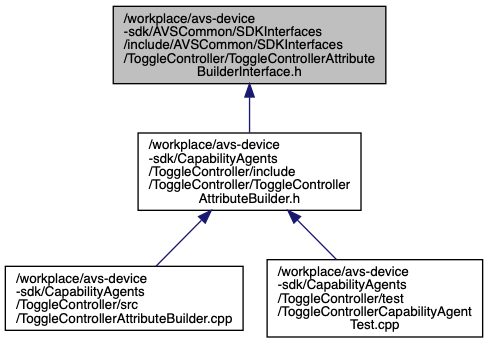 /workplace/avs-device
-sdk/AVSCommon/SDKInterfaces
/include/AVSCommon/SDKInterfaces
/ToggleController/ToggleControllerAttribute
BuilderInterface.h
/workplace/avs-device
-sdk/CapabilityAgents
/ToggleController/include
/ToggleController/ToggleController
AttributeBuilder.h
/workplace/avs-device
-sdk/CapabilityAgents
/ToggleController/src
/ToggleControllerAttributeBuilder.cpp
/workplace/avs-device
-sdk/CapabilityAgents
/ToggleController/test
/ToggleControllerCapabilityAgent
Test.cpp